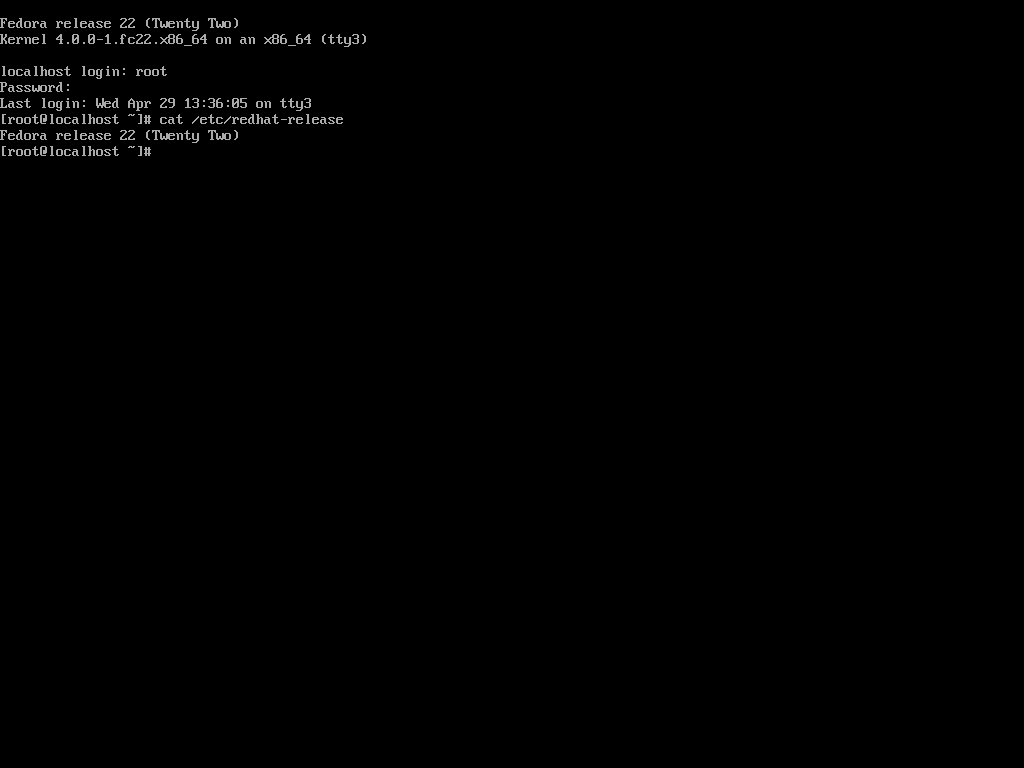 Fedora release 22 (Twenty Two)
Kernel 4.0.0-1.fc22.x86_64 on an x86_64 (tty3)
localhost login: root
Password:
Last login: Wed Apr 29 13:36:05 on tty3
[root@localhost ~]# cat /etc/redhat-release
Fedora release 22 (Twenty Two)
[root@localhost ~]#